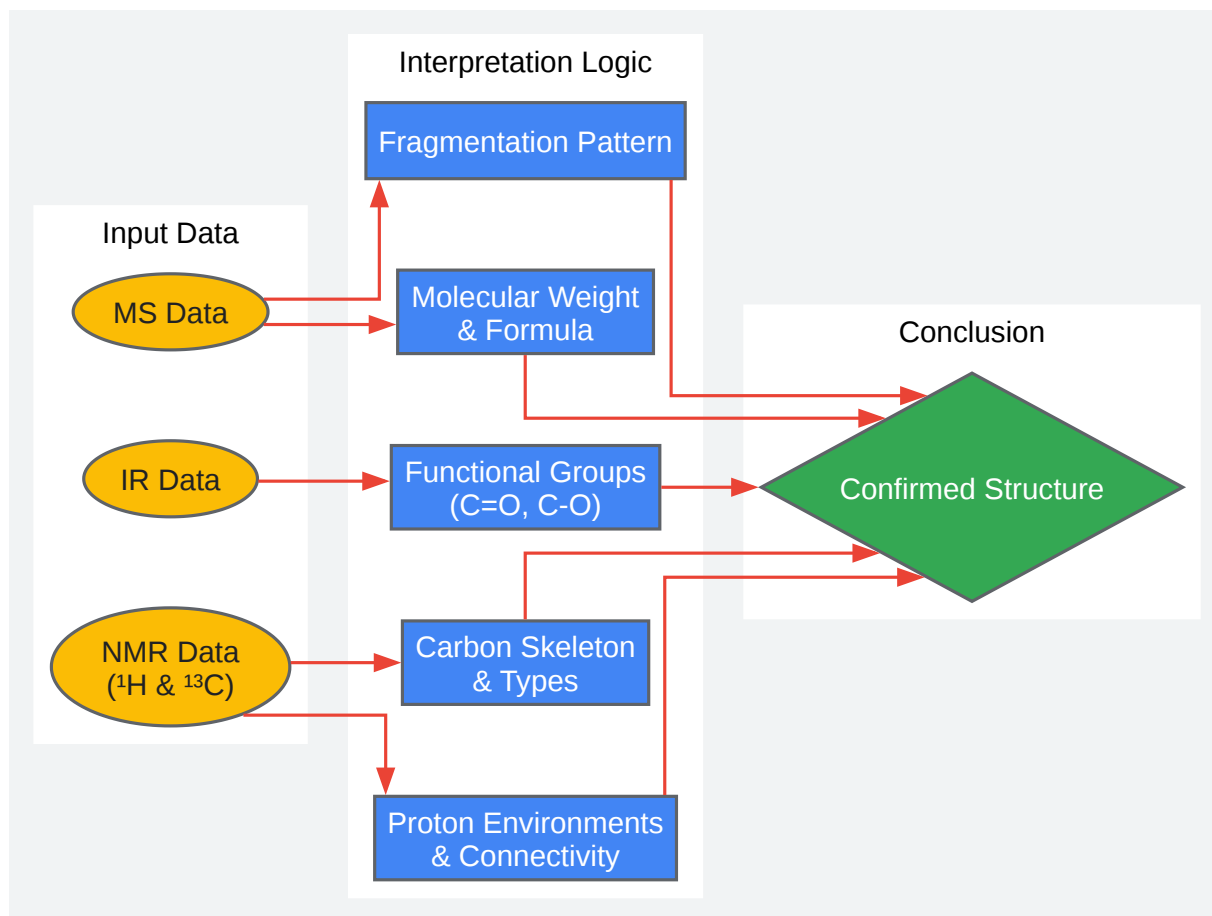 Interpretation Logic
Fragmentation Pattern
Input Data
MS Data
Molecular Weight
& Formula
Conclusion
IR Data
Functional Groups
(C=O, C-O)
Confirmed Structure
NMR Data
(¹H & ¹³C)
Carbon Skeleton
& Types
Proton Environments
& Connectivity